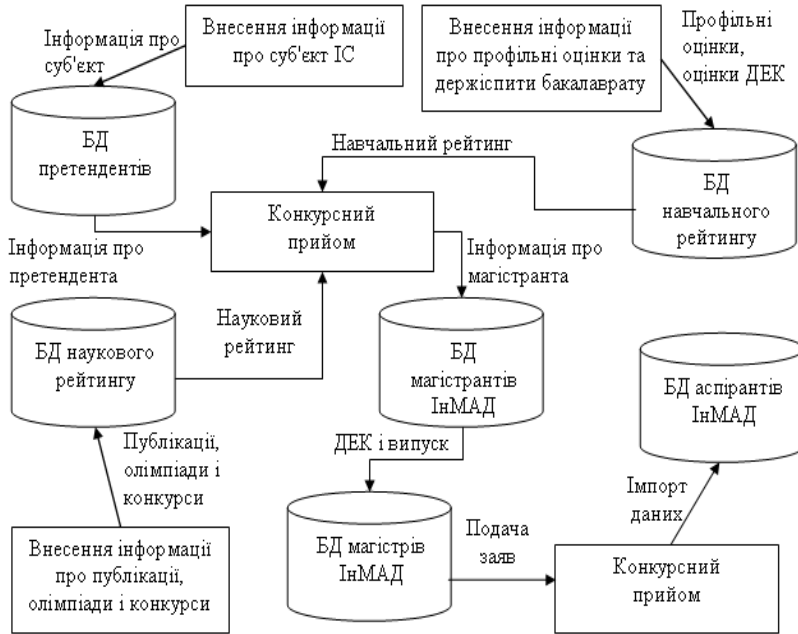 Інформація про
суб'єкт
Внесення інформації
про суб'єкт ІС
Внесення інформації
про профільні оцінки та
держіспити бакалаврату
Профільні
оцінки,
оцінки ДЕК
БД
претендентів
Навчальний рейтинг
БД
навчального
рейтингу
Конкурсний
прийом
Інформація про
претендента
Інформація про
магістранта
Науковий
рейтинг
БД наукового
рейтингу
БД
магістрантів
ІнМАД
БД аспірантів
ІнМАД
Публікації,
олімпіади і
конкурси
ДЕК і випуск
Імпорт
даних
Внесення інформації
про публікації,
олімпіади і конкурси
БД магістрів
ІнМАД
Подача
заяв
Конкурсний
прийом